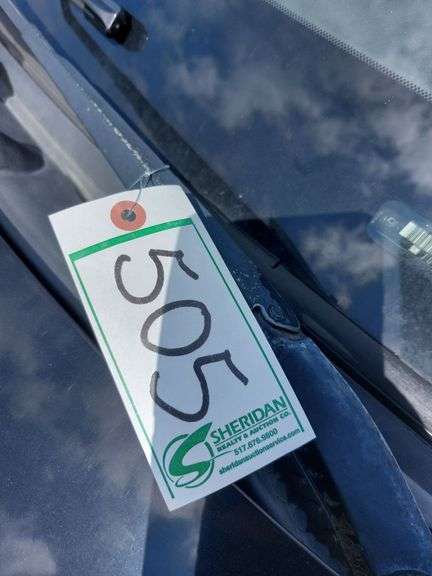 505
SHERIDAN
REALTY & AUCTION CO.
517.676.9800
sheridanauctionservice.com